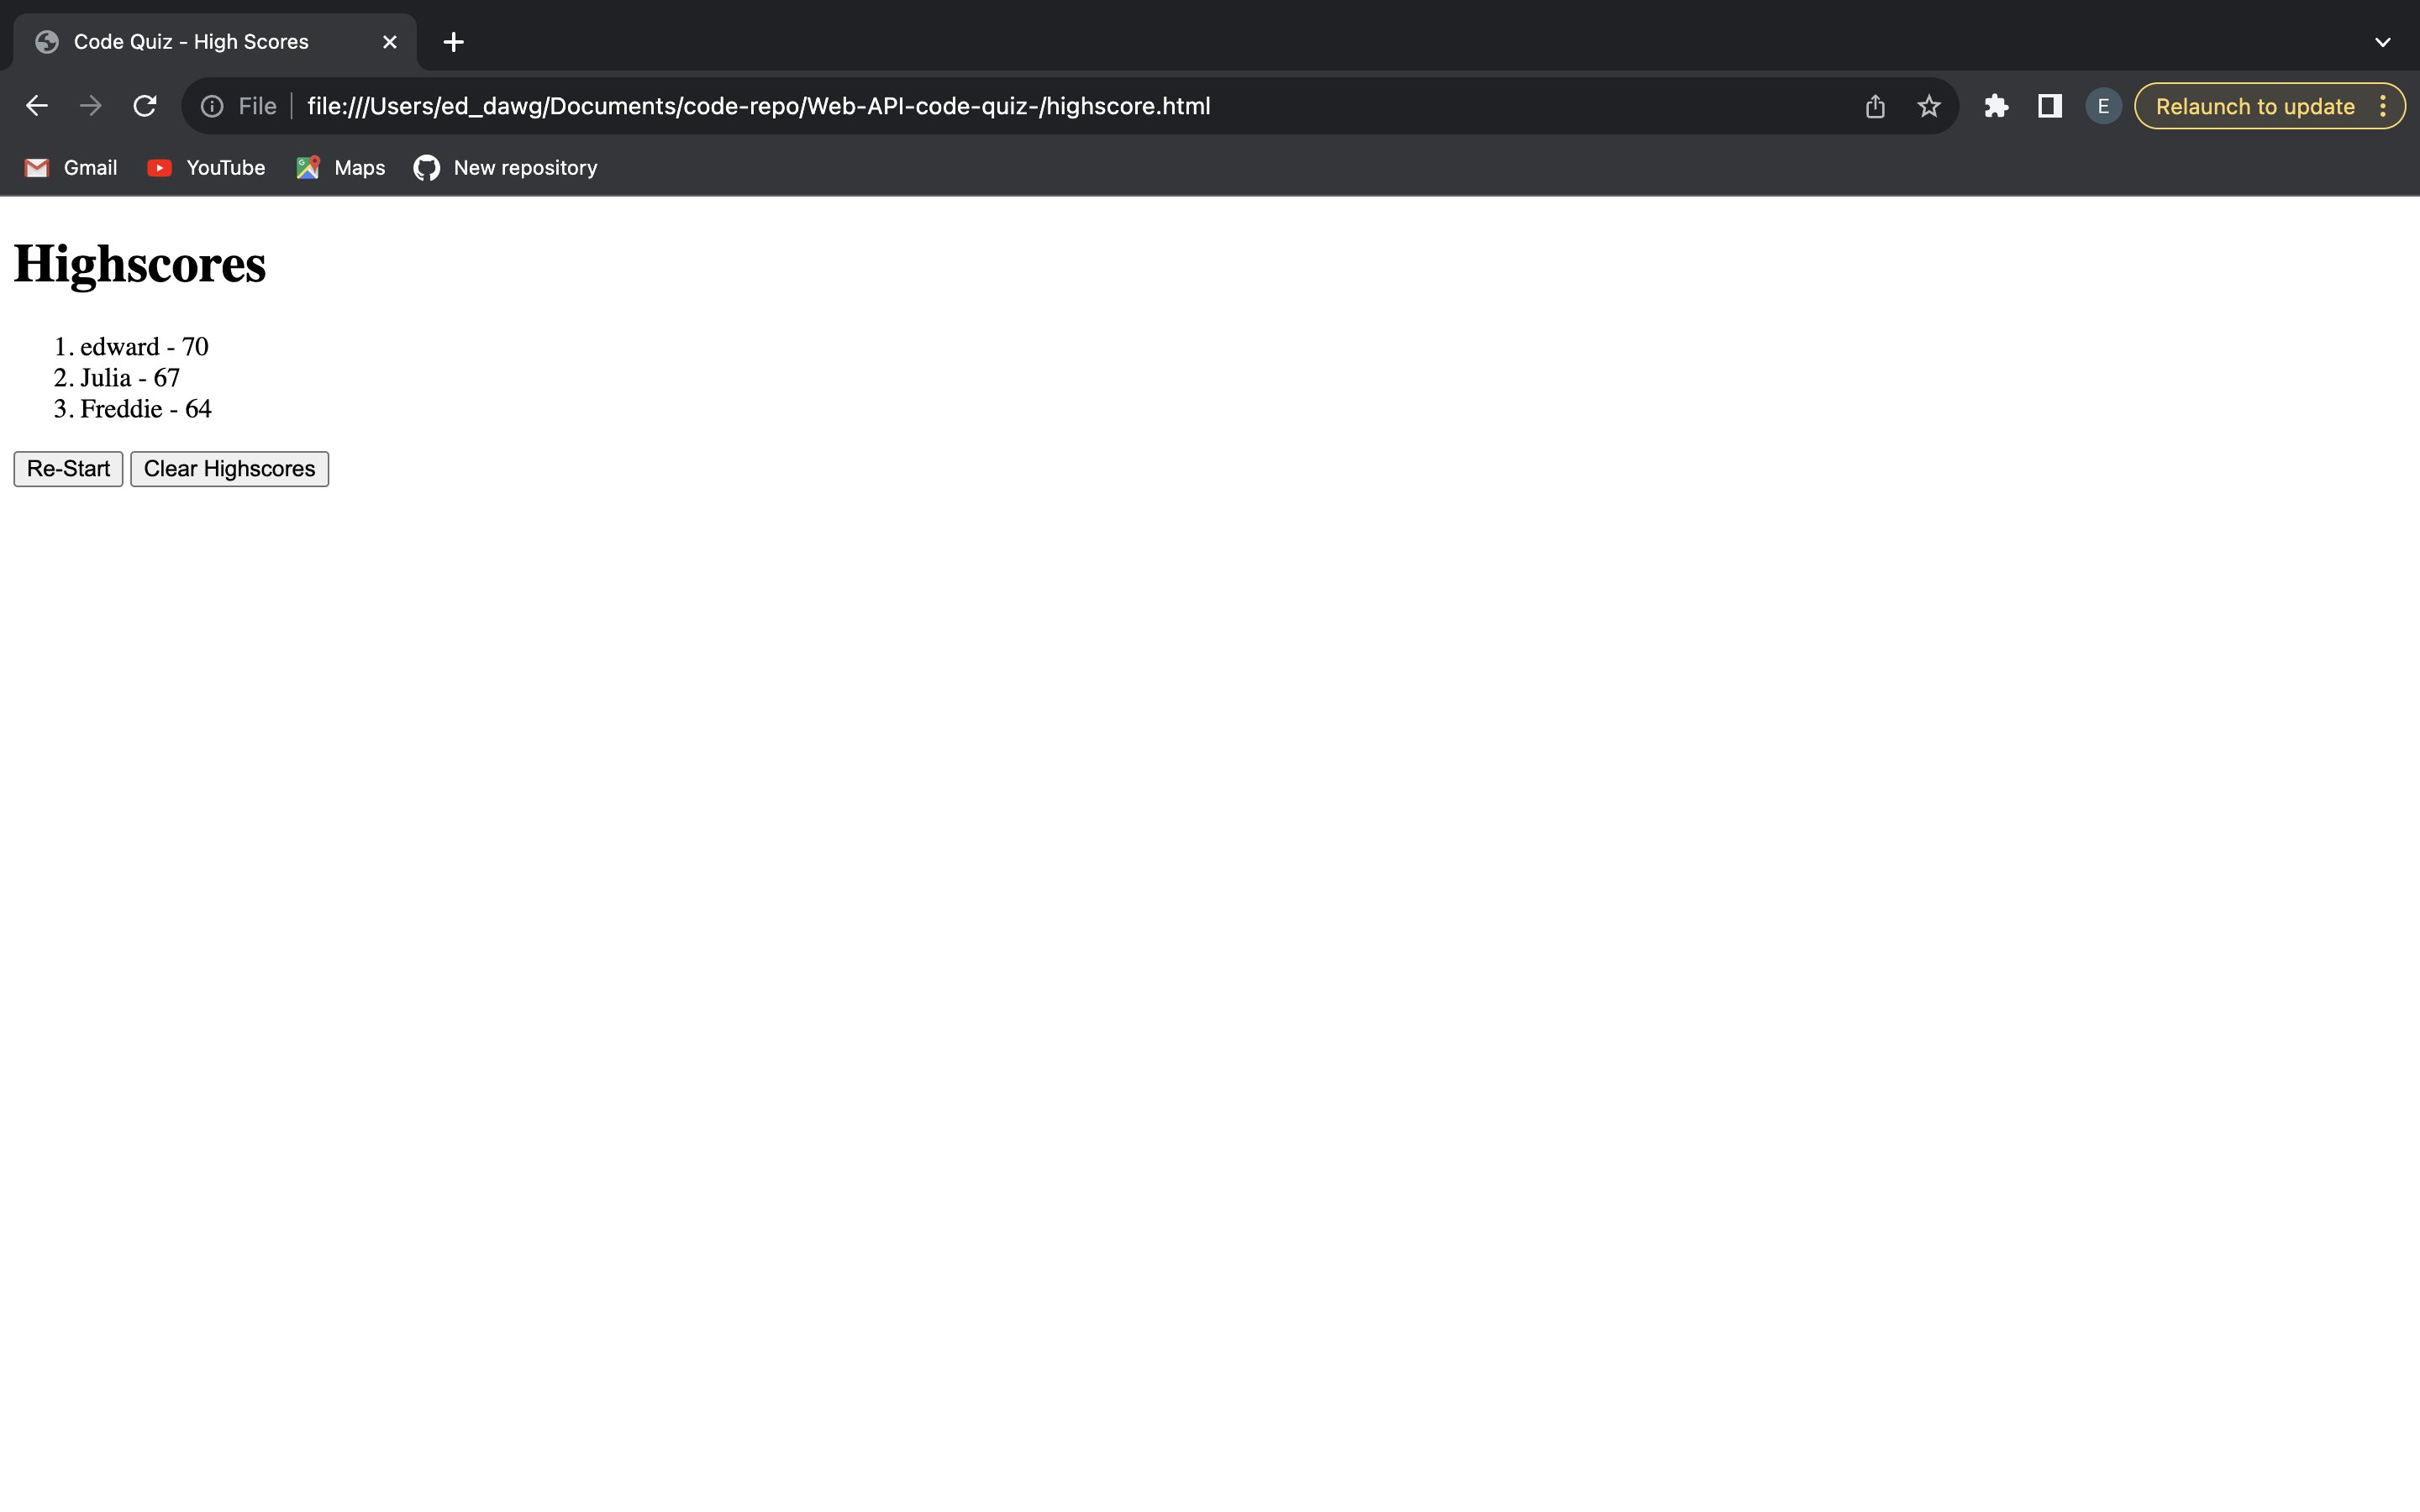 Code Quiz - High Scores
File file:///Users/ed_dawg/Documents/code-repo/Web-API-code-quiz-/highscore.html E Relaunch to update
Gmail YouTube Maps New repository
Highscores
1. edward - 70
2. Julia - 67
3. Freddie - 64
Re-Start Clear Highscores